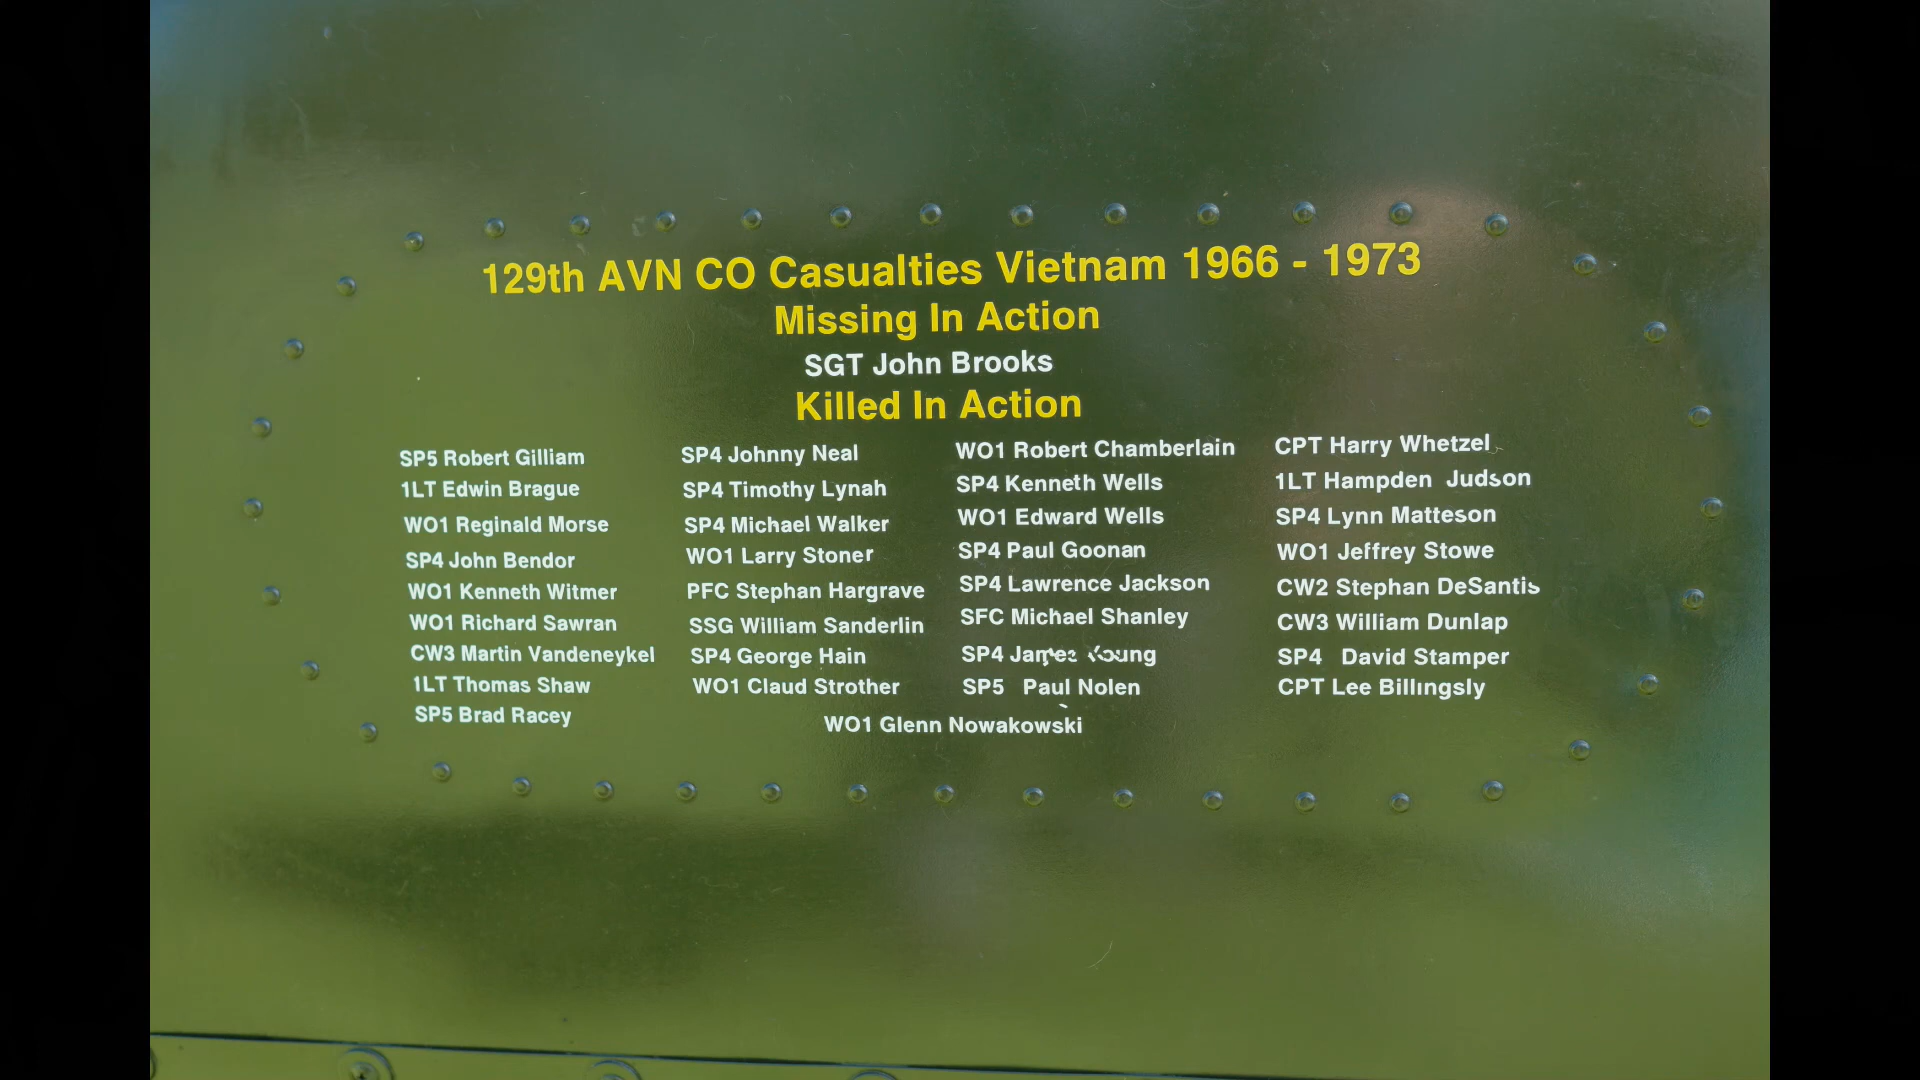 129th AVN CO Casualties Vietnam 1966 - 1973
Missing In Action
SGT John Brooks
Killed In Action
SP5 Robert Gilliam
1LT Edwin Brague
WO1 Reginald Morse
SP4 John Bendor
WO1 Kenneth Witmer
WO1 Richard Sawran
CW3 Martin Vandeneykel
1LT Thomas Shaw
SP5 Brad Racey
SP4 Johnny Neal
SP4 Timothy Lynah
SP4 Michael Walker
WO1 Larry Stoner
PFC Stephan Hargrave
SSG William Sanderlin
SP4 George Hain
WO1 Claud Strother
WO1 Robert Chamberlain
SP4 Kenneth Wells
WO1 Edward Wells
SP4 Paul Goonan
SP4 Lawrence Jackson
SFC Michael Shanley
SP4 James Young
SP5 Paul Nolen
CPT Harry Whetzel
1LT Hampden Judson
SP4 Lynn Matteson
WO1 Jeffrey Stowe
CW2 Stephan DeSantis
CW3 William Dunlap
SP4 David Stamper
CPT Lee Billingsly
WO1 Glenn Nowakowski